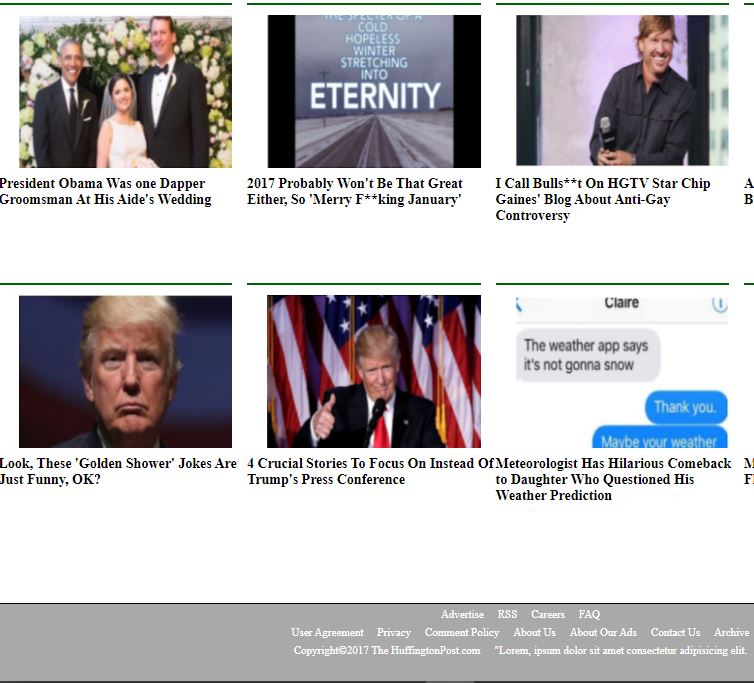 THE SPECTER OF A
COLD
HOPELESS
WINTER
STRETCHING
INTO
ETERNITY
President Obama Was one Dapper
Groomsman At His Aide's Wedding
2017 Probably Won't Be That Great
Either, So 'Merry F**king January'
I Call Bulls**t On HGTV Star Chip
Gaines' Blog About Anti-Gay
Controversy
A
B
Claire
The weather app says
it's not gonna snow
Thank you.
Maybe your weather
Look, These 'Golden Shower' Jokes Are
Just Funny, OK?
4 Crucial Stories To Focus On Instead Of
Trump's Press Conference
Meteorologist Has Hilarious Comeback
to Daughter Who Questioned His
Weather Prediction
M
Fl
Advertise RSS Careers FAQ
User Agreement Privacy Comment Policy About Us About Our Ads Contact Us Archive
Copyright©2017 The HuffingtonPost.com "Lorem, ipsum dolor sit amet consectetur adipisicing elit.